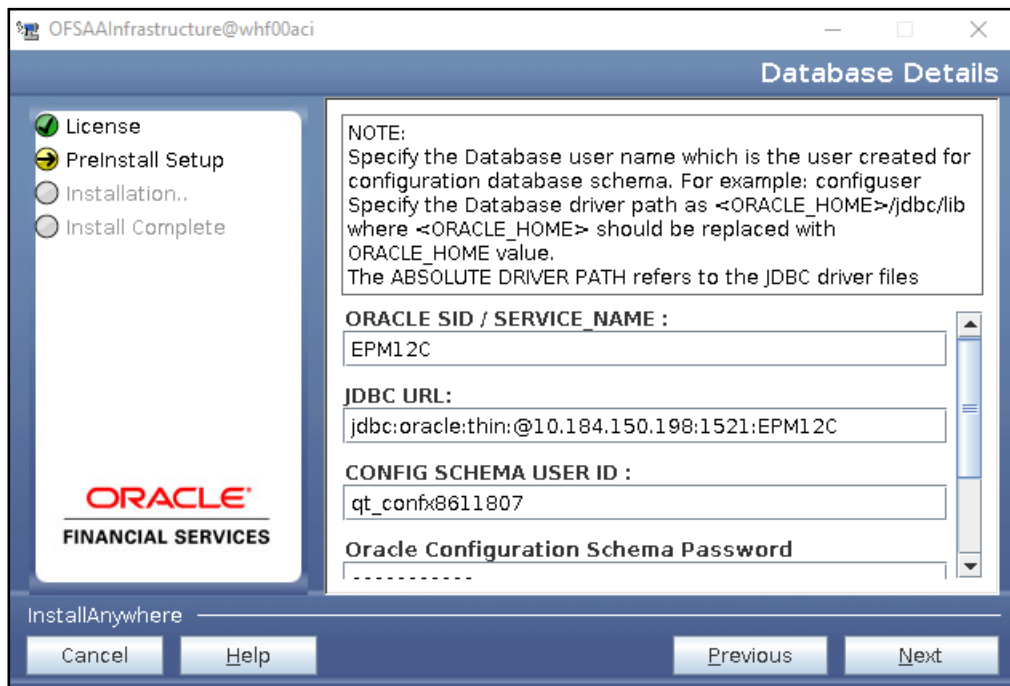 OFSAAInfrastructure@whf00aci
Database Details
License
PreInstall Setup
Installation..
Install Complete
ORACLE
FINANCIAL SERVICES
NOTE:
Specify the Database user name which is the user created for
configuration database schema. For example: configuser
Specify the Database driver path as <ORACLE_HOME>/jdbc/lib
where <ORACLE_HOME> should be replaced with
ORACLE_HOME value.
The ABSOLUTE DRIVER PATH refers to the JDBC driver files
ORACLE SID / SERVICE_NAME :
EPM12C
JDBC URL:
jdbc:oracle:thin:@10.184.150.198:1521:EPM12C
CONFIG SCHEMA USER ID :
qt_confx8611807
Oracle Configuration Schema Password
InstallAnywhere
Cancel
Help
Previous
Next